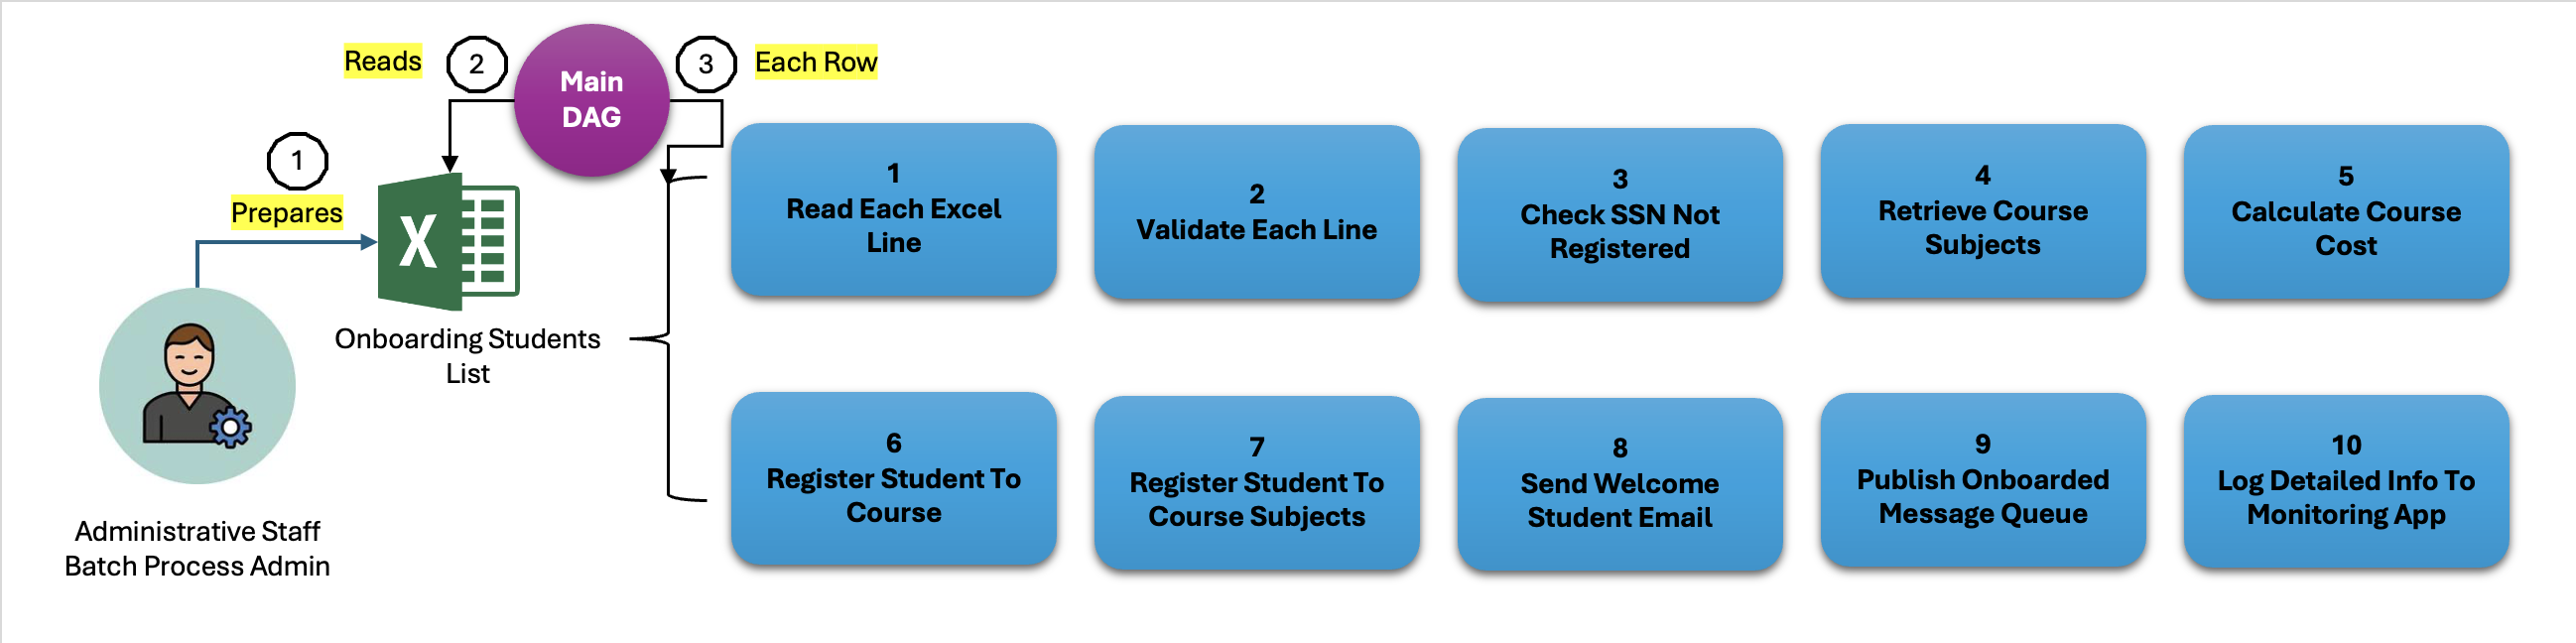 Reads
2
Main
DAG
3
Each Row
1
Prepares
X
Onboarding Students
List
Administrative Staff
Batch Process Admin
1
Read Each Excel
Line
2
Validate Each Line
3
Check SSN Not
Registered
4
Retrieve Course
Subjects
5
Calculate Course
Cost
6
Register Student To
Course
7
Register Student To
Course Subjects
8
Send Welcome
Student Email
9
Publish Onboarded
Message Queue
10
Log Detailed Info To
Monitoring App